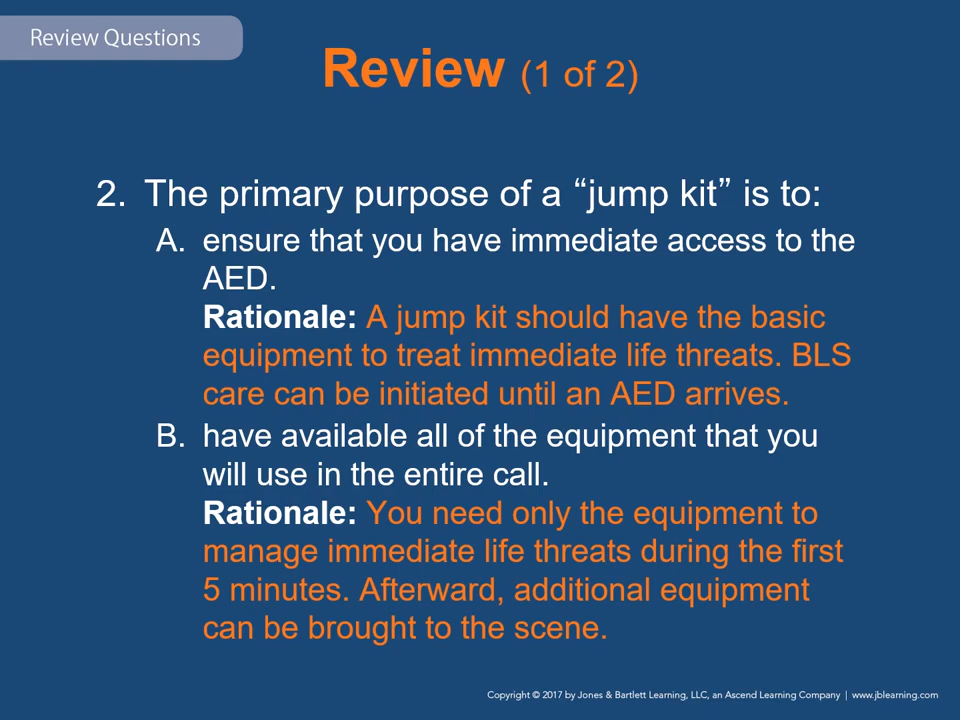 Review Questions
Review (1 of 2)
2. The primary purpose of a “jump kit” is to:
A. ensure that you have immediate access to the
AED.
Rationale: A jump kit should have the basic
equipment to treat immediate life threats. BLS
care can be initiated until an AED arrives.
B. have available all of the equipment that you
will use in the entire call.
Rationale: You need only the equipment to
manage immediate life threats during the first
5 minutes. Afterward, additional equipment
can be brought to the scene.
Copyright © 2017 by Jones & Bartlett Learning, LLC, an Ascend Learning Company | www.jblearning.com